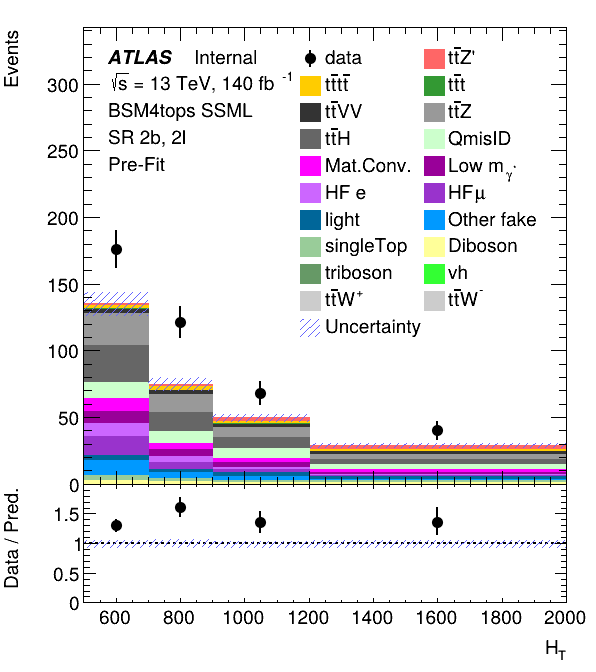 Events
ATLAS Internal
√s = 13 TeV, 140 fb⁻¹
BSM4tops SSML
SR 2b, 2l
Pre-Fit
data
tt̄Z'
tt̄tt̄
tt̄t
tt̄VV
tt̄Z
tt̄H
QmisID
Mat.Conv.
Low m_γ*
HF e
HF μ
light
Other fake
singleTop
Diboson
triboson
vh
tt̄W⁺
tt̄W⁻
Uncertainty
300
250
200
150
100
50
0
Data / Pred.
1.5
1
0.5
0
600 800 1000 1200 1400 1600 1800 2000
H_T